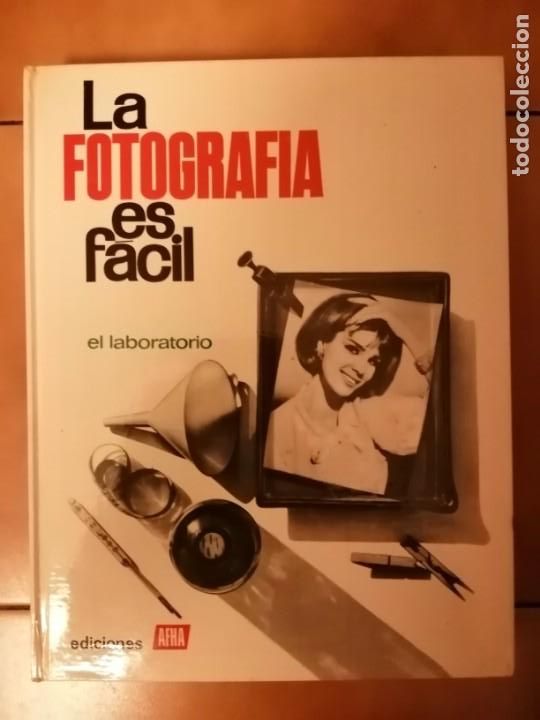 La
FOTOGRAFIA
es
fácil
el laboratorio
ediciones AFHA
todocoleccion